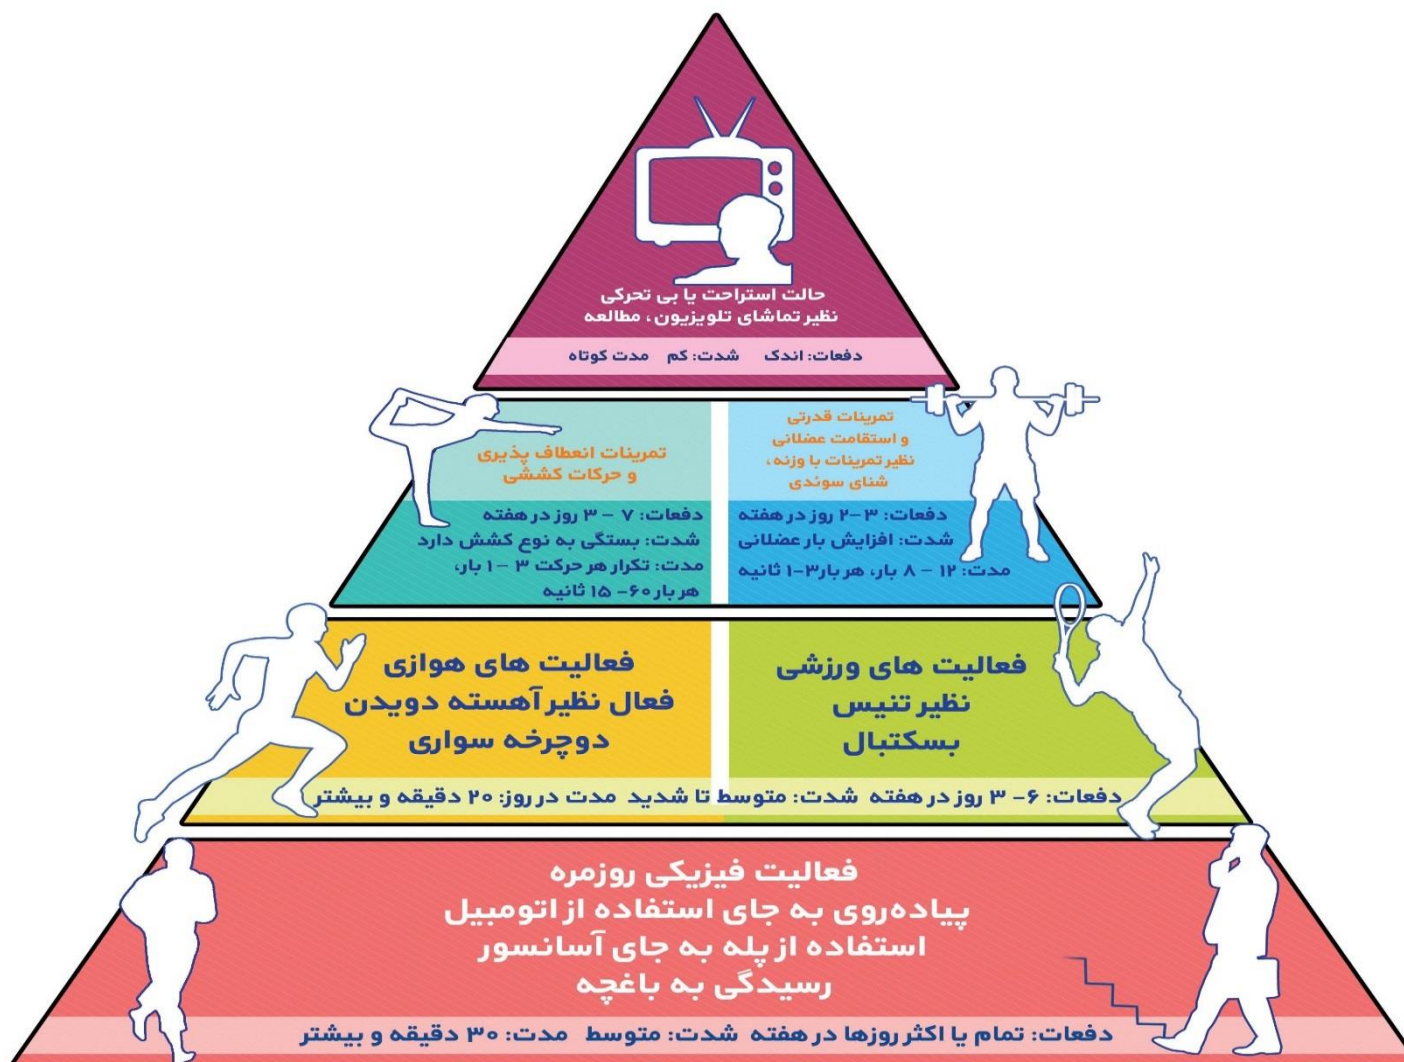 حالت استراحت یا بی تحرکی
نظیر تماشای تلویزیون، مطالعه
دفعات: اندک شدت: کم مدت کوتاه
تمرینات قدرتی
و استقامت عضلانی
نظیر تمرینات با وزنه،
شنای سوئدی
دفعات: ۳-۲ روز در هفته
شدت: افزایش بار عضلانی
مدت: ۱۲ - ۸ بار، هر بار ۳-۱ ثانیه
تمرینات انعطاف پذیری
و حرکات کششی
دفعات: ۷ - ۳ روز در هفته
شدت: بستگی به نوع کشش دارد
مدت: تکرار هر حرکت ۳ - ۱ بار،
هر بار ۶۰- ۱۵ ثانیه
فعالیت های ورزشی
نظیر تنیس
بسکتبال
فعالیت های هوازی
فعال نظیر آهسته دویدن
دوچرخه سواری
دفعات: ۶- ۳ روز در هفته شدت: متوسط تا شدید مدت در روز: ۲۰ دقیقه و بیشتر
فعالیت فیزیکی روزمره
پیاده‌روی به جای استفاده از اتومبیل
استفاده از پله به جای آسانسور
رسیدگی به باغچه
دفعات: تمام یا اکثر روزها در هفته شدت: متوسط مدت: ۳۰ دقیقه و بیشتر